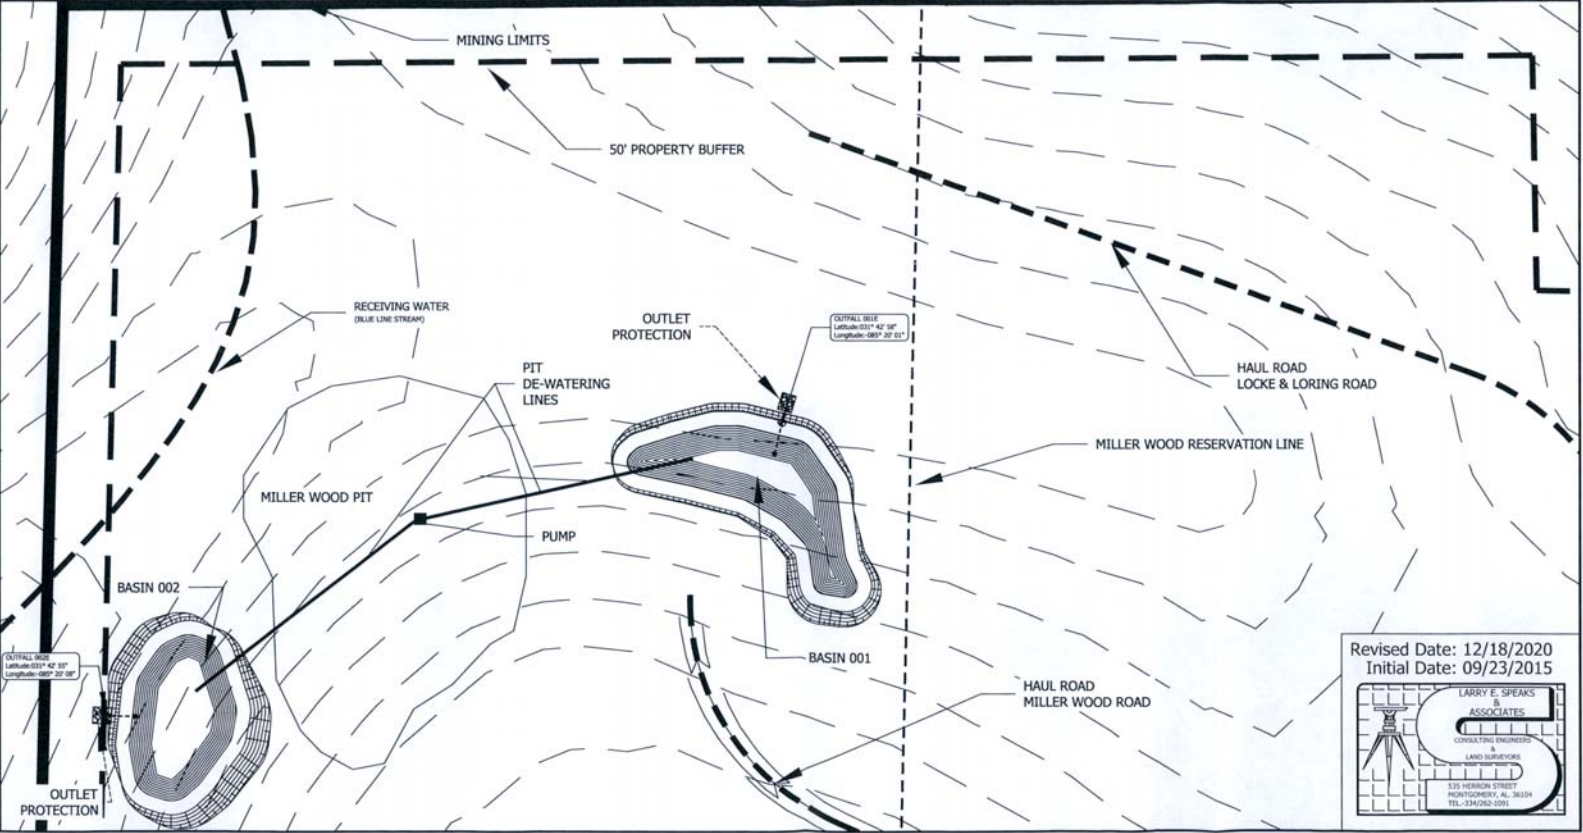 MINING LIMITS
50' PROPERTY BUFFER
RECEIVING WATER
(BLUE LINE STREAM)
OUTLET
PROTECTION
OUTFALL 001E
Latitude:031° 42' 58"
Longitude:-085° 20' 01"
PIT
DE-WATERING
LINES
HAUL ROAD
LOCKE & LORING ROAD
MILLER WOOD RESERVATION LINE
MILLER WOOD PIT
PUMP
BASIN 002
OUTFALL 002E
Latitude:031° 42' 55"
Longitude:-085° 20' 08"
BASIN 001
HAUL ROAD
MILLER WOOD ROAD
OUTLET
PROTECTION
Revised Date: 12/18/2020
Initial Date: 09/23/2015
LARRY E. SPEAKS
&
ASSOCIATES
CONSULTING ENGINEERS
&
LAND SURVEYORS
535 HERRON STREET
MONTGOMERY, AL. 36104
TEL.-334/262-1091